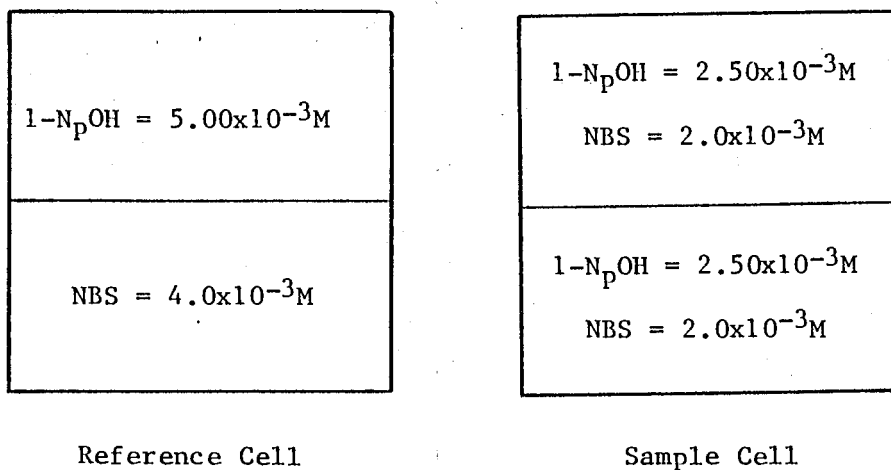 1-NpOH = 5.00x10-3M
NBS = 4.0x10-3M
Reference Cell
1-NpOH = 2.50x10-3M
NBS = 2.0x10-3M
1-NpOH = 2.50x10-3M
NBS = 2.0x10-3M
Sample Cell